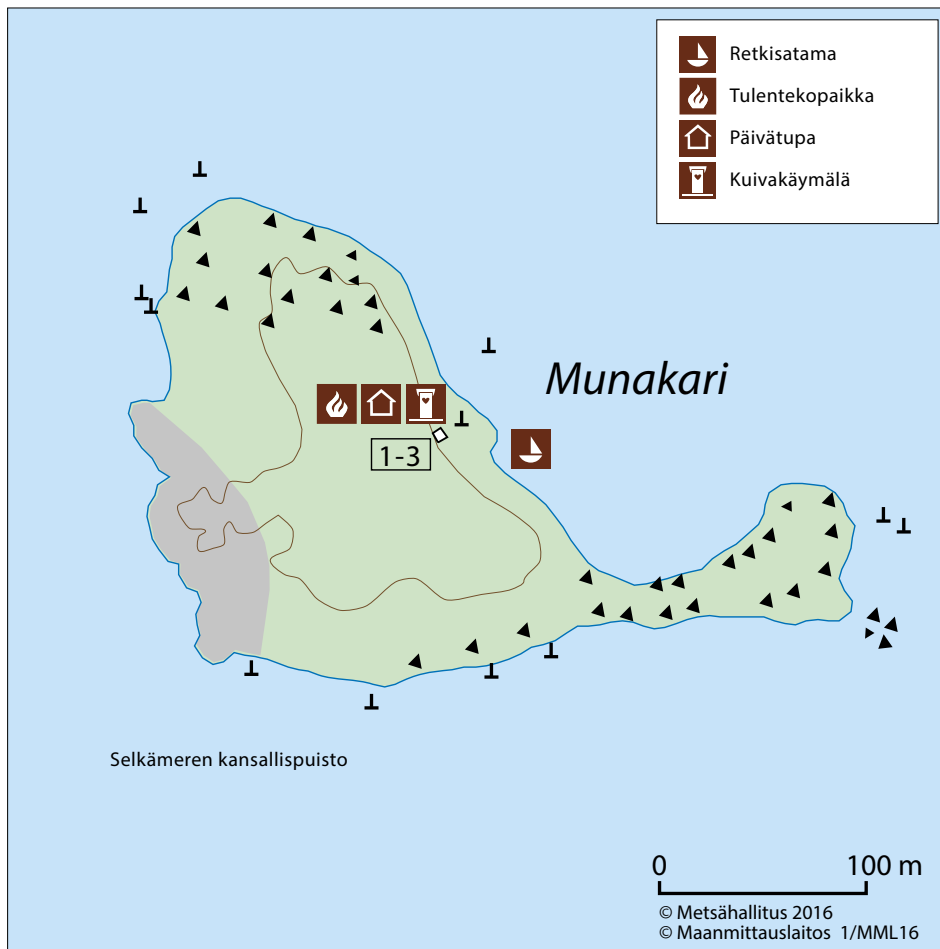 Retkisatama
Tulentekopaikka
Päivätupa
Kuivakäymälä
Munakari
1-3
Selkämeren kansallispuisto
0 100 m
© Metsähallitus 2016
© Maanmittauslaitos 1/MML16